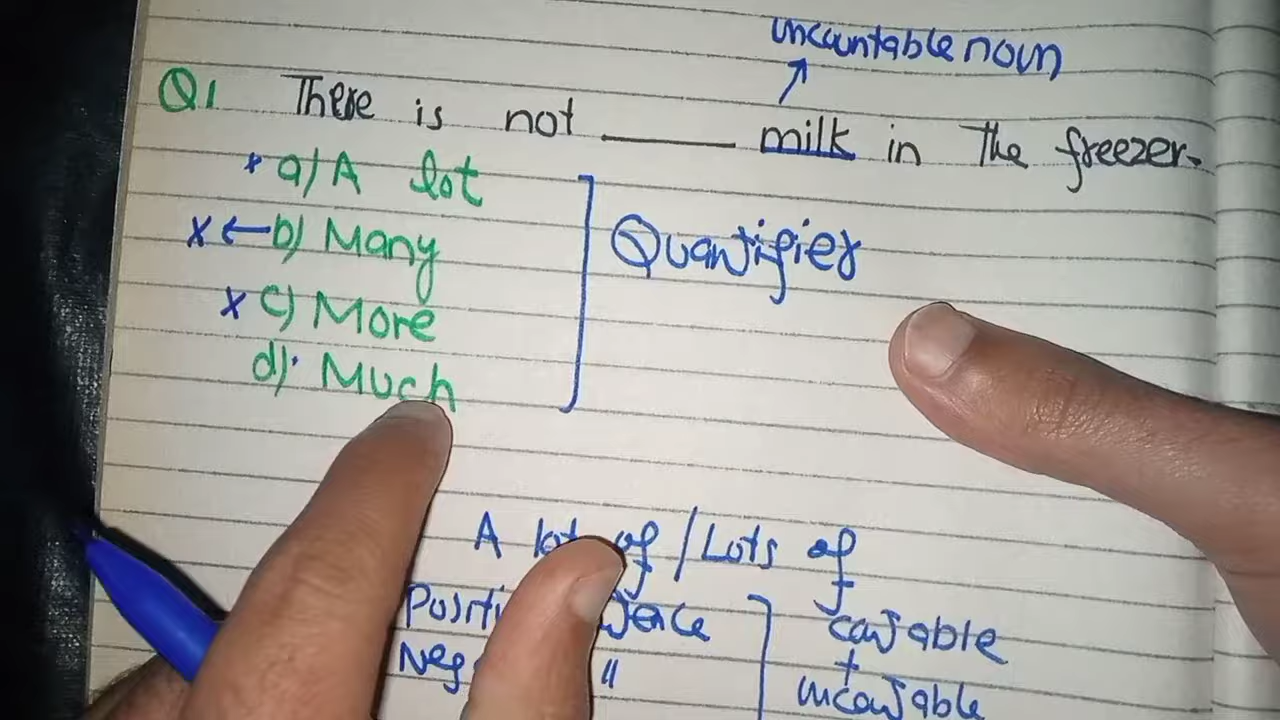 uncountable noun
Q1 There is not ______ milk in the freezer.
x a) A lot
x ← b) Many
x c) More
d) Much
Quantifier
A lot of / Lots of
countable
+
uncountable